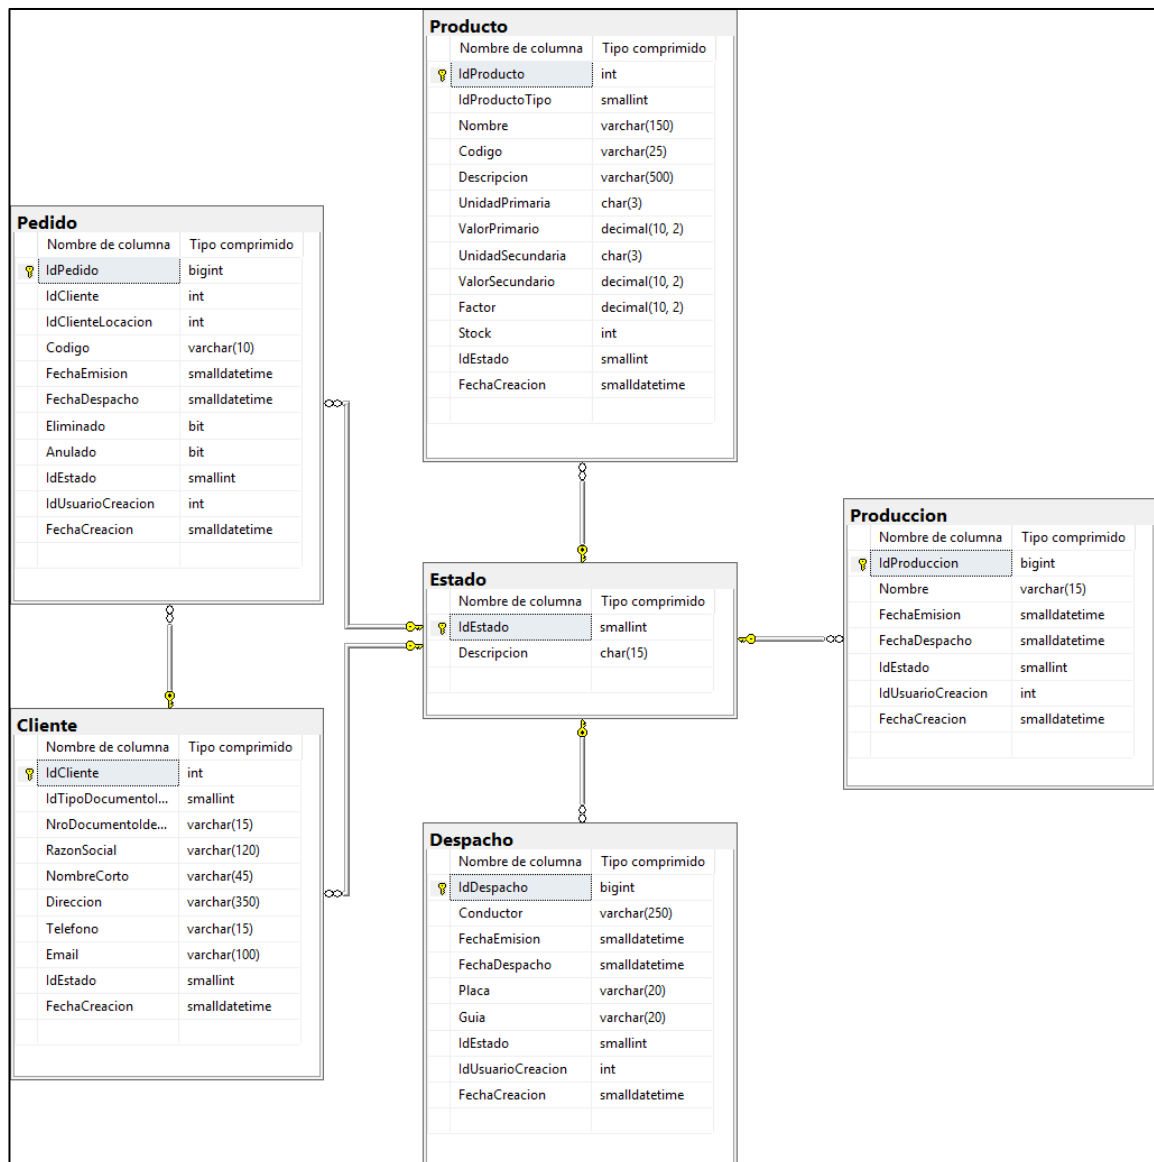 Producto
Nombre de columna Tipo comprimido
IdProducto int
IdProductoTipo smallint
Nombre varchar(150)
Codigo varchar(25)
Descripcion varchar(500)
UnidadPrimaria char(3)
ValorPrimario decimal(10, 2)
UnidadSecundaria char(3)
ValorSecundario decimal(10, 2)
Factor decimal(10, 2)
Stock int
IdEstado smallint
FechaCreacion smalldatetime
Pedido
Nombre de columna Tipo comprimido
IdPedido bigint
IdCliente int
IdClienteLocacion int
Codigo varchar(10)
FechaEmision smalldatetime
FechaDespacho smalldatetime
Eliminado bit
Anulado bit
IdEstado smallint
IdUsuarioCreacion int
FechaCreacion smalldatetime
Estado
Nombre de columna Tipo comprimido
IdEstado smallint
Descripcion char(15)
Produccion
Nombre de columna Tipo comprimido
IdProduccion bigint
Nombre varchar(15)
FechaEmision smalldatetime
FechaDespacho smalldatetime
IdEstado smallint
IdUsuarioCreacion int
FechaCreacion smalldatetime
Cliente
Nombre de columna Tipo comprimido
IdCliente int
IdTipoDocumentoI... smallint
NroDocumentoIde... varchar(15)
RazonSocial varchar(120)
NombreCorto varchar(45)
Direccion varchar(350)
Telefono varchar(15)
Email varchar(100)
IdEstado smallint
FechaCreacion smalldatetime
Despacho
Nombre de columna Tipo comprimido
IdDespacho bigint
Conductor varchar(250)
FechaEmision smalldatetime
FechaDespacho smalldatetime
Placa varchar(20)
Guia varchar(20)
IdEstado smallint
IdUsuarioCreacion int
FechaCreacion smalldatetime